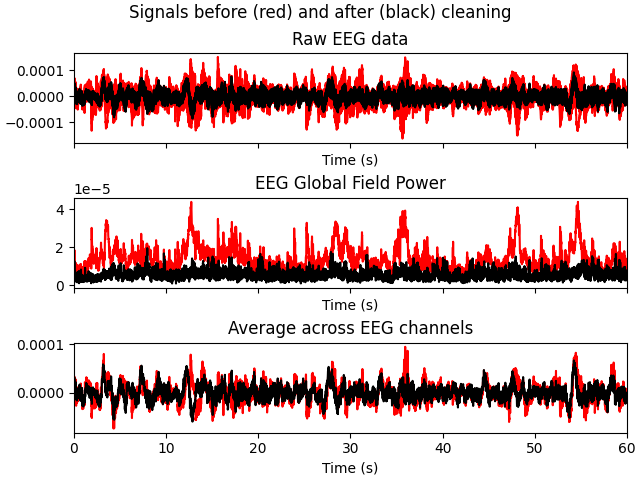 Signals before (red) and after (black) cleaning
Raw EEG data
0.0001
0.0000
−0.0001
Time (s)
EEG Global Field Power
1e−5
4
2
0
Time (s)
Average across EEG channels
0.0001
0.0000
0 10 20 30 40 50 60
Time (s)